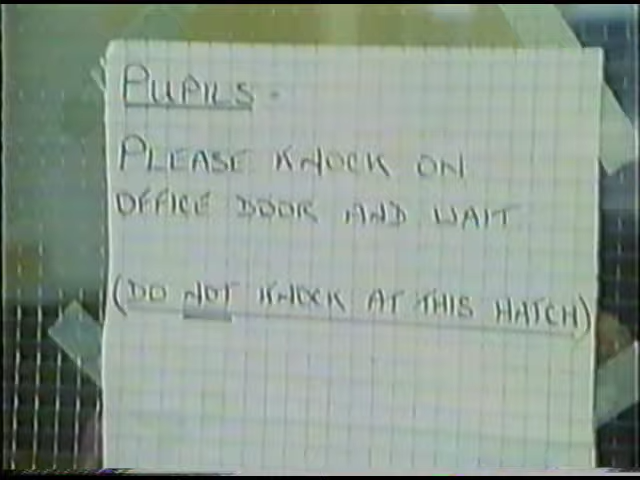 PUPILS -
PLEASE KNOCK ON
OFFICE DOOR AND WAIT
(DO NOT KNOCK AT THIS HATCH)